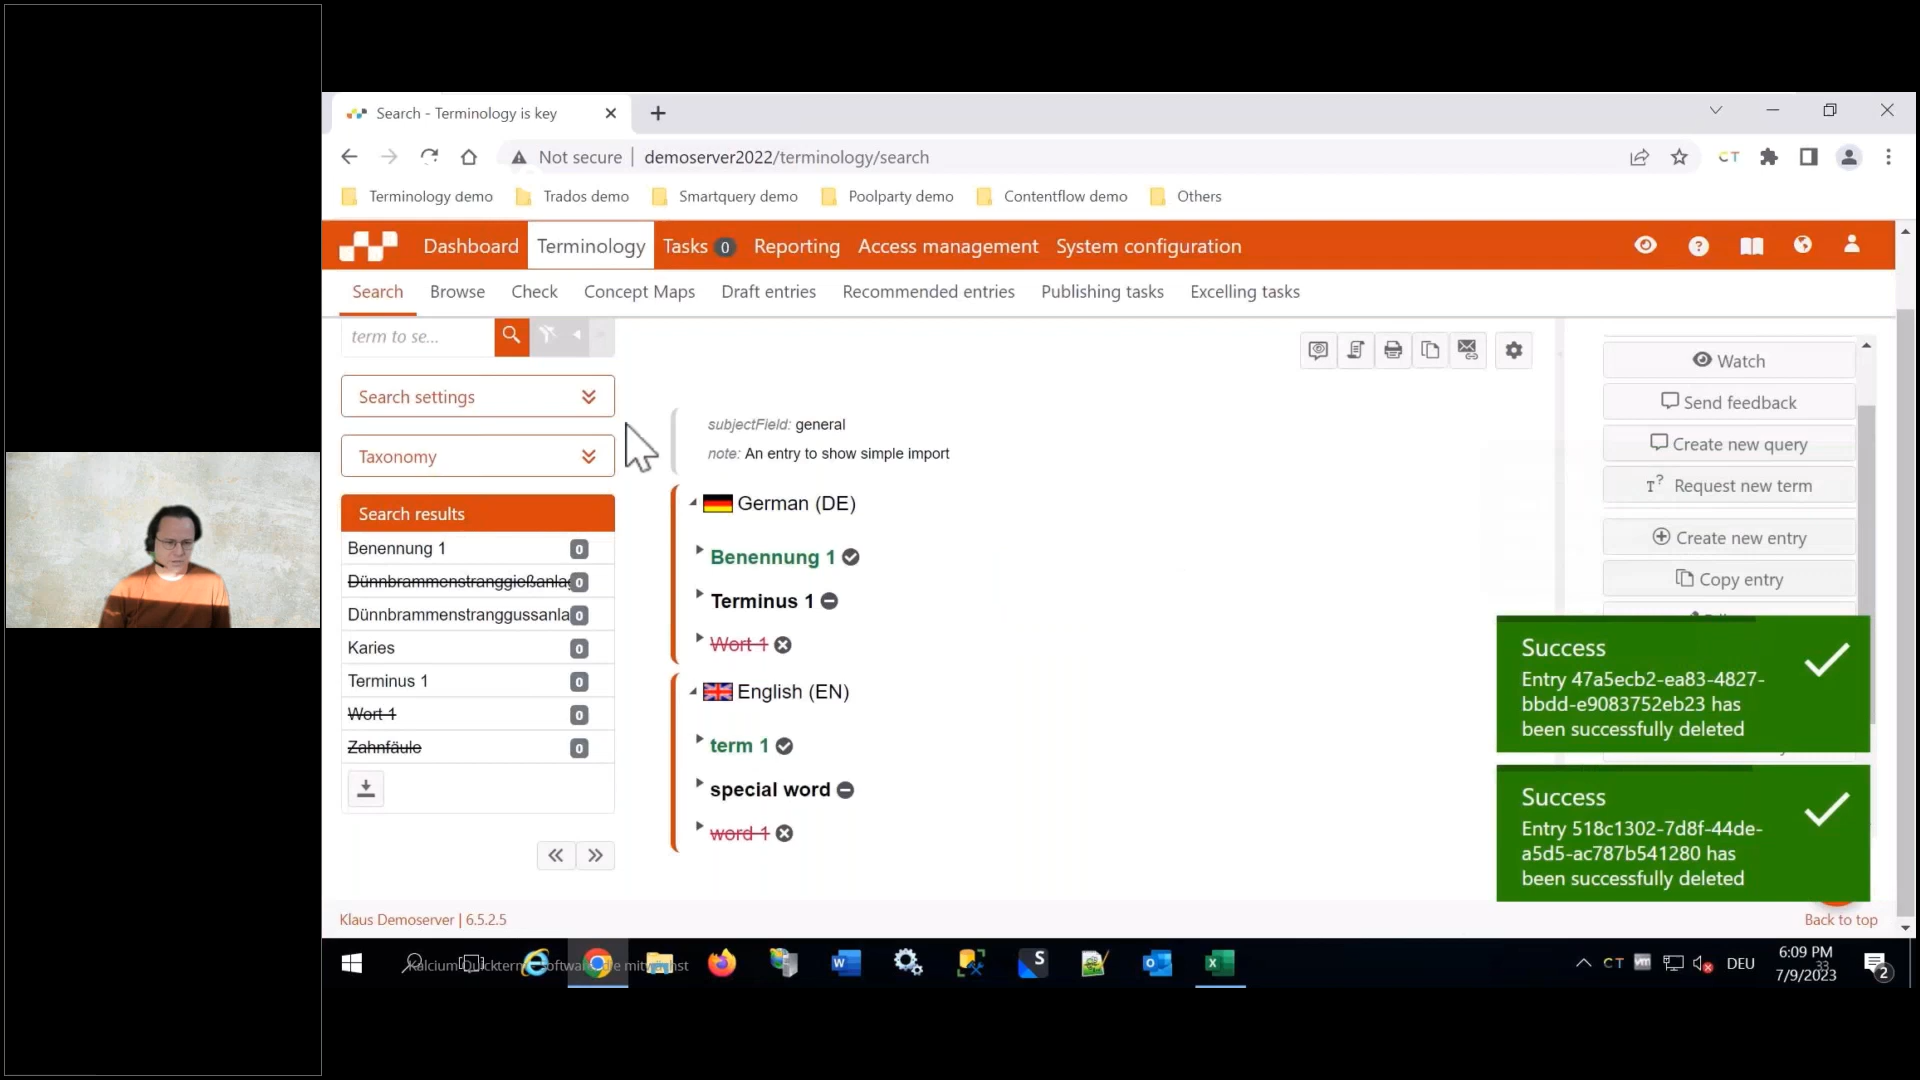 Search - Terminology is key
Not secure | demoserver2022/terminology/search
CT
Terminology demo Trados demo Smartquery demo Poolparty demo Contentflow demo Others
Dashboard Terminology Tasks 0 Reporting Access management System configuration
Search Browse Check Concept Maps Draft entries Recommended entries Publishing tasks Excelling tasks
term to se...
Search settings
Taxonomy
Search results
Benennung 1 0
Dünnbrammenstranggießanlag 0
Dünnbrammenstranggussanla 0
Karies 0
Terminus 1 0
Wort 1 0
Zahnfäule 0
subjectField: general
note: An entry to show simple import
German (DE)
Benennung 1
Terminus 1
Wort 1
English (EN)
term 1
special word
word 1
Watch
Send feedback
Create new query
Request new term
Create new entry
Copy entry
Success
Entry 47a5ecb2-ea83-4827-
bbdd-e9083752eb23 has
been successfully deleted
Success
Entry 518c1302-7d8f-44de-
a5d5-ac787b541280 has
been successfully deleted
Klaus Demoserver | 6.5.2.5
Back to top
CT
DEU
6:09 PM
7/9/2023
33
2